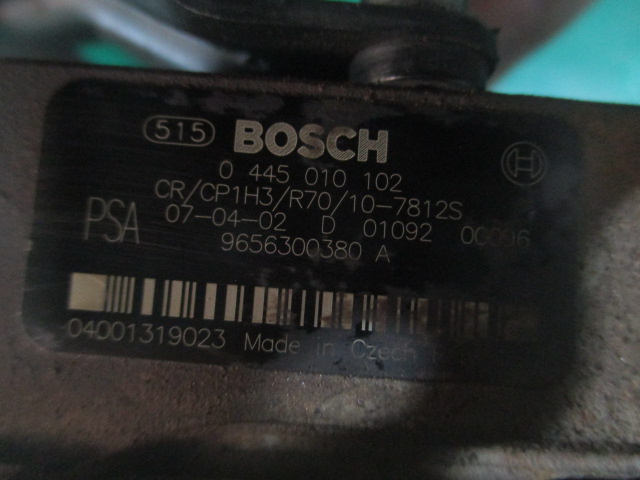 515 BOSCH
0 445 010 102
CR/CP1H3/R70/10-7812S
PSA 07-04-02 D 01092 00096
9656300380 A
04001319023 Made in Czech